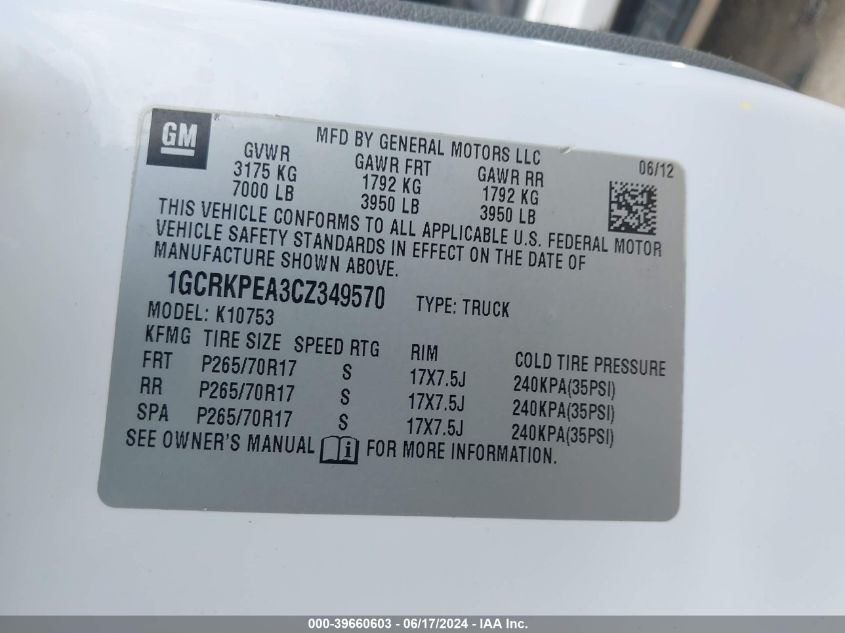 GM
MFD BY GENERAL MOTORS LLC
06/12
GVWR GAWR FRT GAWR RR
3175 KG 1792 KG 1792 KG
7000 LB 3950 LB 3950 LB
THIS VEHICLE CONFORMS TO ALL APPLICABLE U.S. FEDERAL MOTOR
VEHICLE SAFETY STANDARDS IN EFFECT ON THE DATE OF
MANUFACTURE SHOWN ABOVE.
1GCRKPEA3CZ349570 TYPE: TRUCK
MODEL: K10753
KFMG TIRE SIZE SPEED RTG RIM COLD TIRE PRESSURE
FRT P265/70R17 S 17X7.5J 240KPA(35PSI)
RR P265/70R17 S 17X7.5J 240KPA(35PSI)
SPA P265/70R17 S 17X7.5J 240KPA(35PSI)
SEE OWNER'S MANUAL FOR MORE INFORMATION.
000-39660603 - 06/17/2024 - IAA Inc.